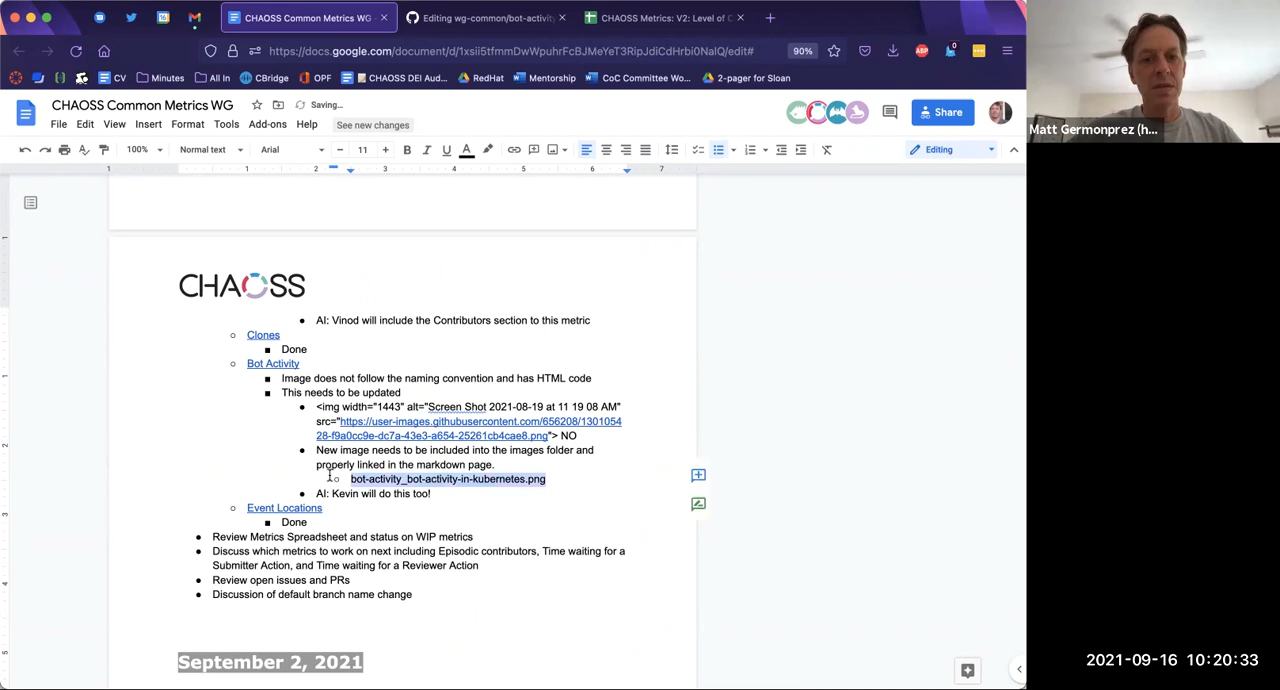 CHAOSS Common Metrics WG -
Editing wg-common/bot-activity
CHAOSS Metrics: V2: Level of C
https://docs.google.com/document/d/1xsii5tfmmDwWpuhrFcBJMeYeT3RipJdiCdHrbi0NaIQ/edit#
90%
CV
Minutes
All In
CBridge
OPF
CHAOSS DEI Aud...
RedHat
Mentorship
CoC Committee Wo...
2-pager for Sloan
CHAOSS Common Metrics WG
Saving...
File Edit View Insert Format Tools Add-ons Help
See new changes
Share
100%
Normal text
Arial
11
Editing
CHAOSS
AI: Vinod will include the Contributors section to this metric
Clones
Done
Bot Activity
Image does not follow the naming convention and has HTML code
This needs to be updated
<img width="1443" alt="Screen Shot 2021-08-19 at 11 19 08 AM"
src="https://user-images.githubusercontent.com/656208/1301054
28-f9a0cc9e-dc7a-43e3-a654-25261cb4cae8.png"> NO
New image needs to be included into the images folder and
properly linked in the markdown page.
bot-activity_bot-activity-in-kubernetes.png
AI: Kevin will do this too!
Event Locations
Done
Review Metrics Spreadsheet and status on WIP metrics
Discuss which metrics to work on next including Episodic contributors, Time waiting for a
Submitter Action, and Time waiting for a Reviewer Action
Review open issues and PRs
Discussion of default branch name change
September 2, 2021
Matt Germonprez (h...
2021-09-16 10:20:33